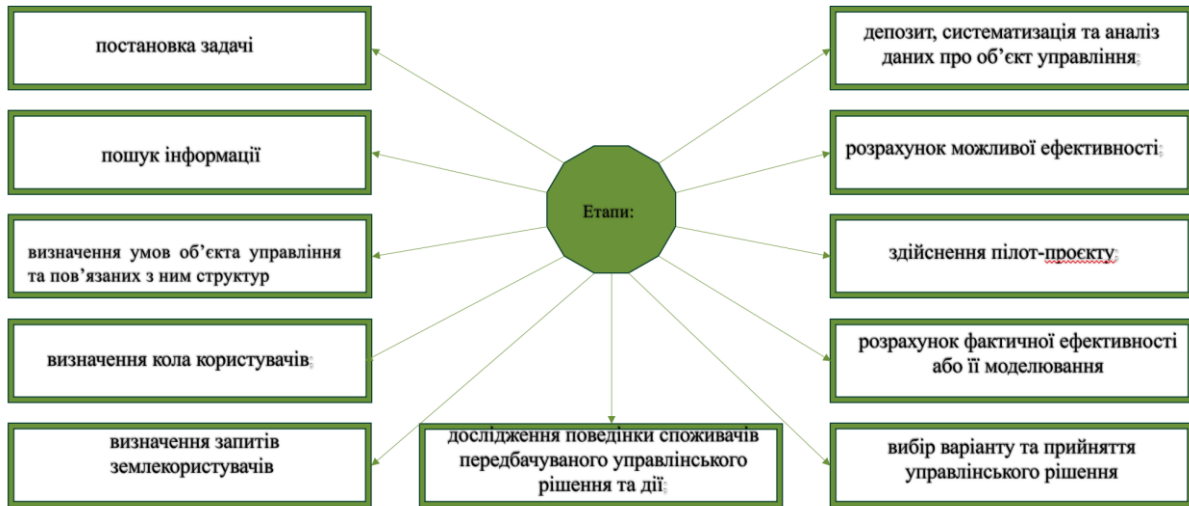 постановка задачі
пошук інформації
визначення умов об’єкта управління
та пов’язаних з ним структур
визначення кола користувачів;
визначення запитів
землекористувачів
Етапи:
дослідження поведінки споживачів
передбачуваного управлінського
рішення та дії;
депозит, систематизація та аналіз
даних про об’єкт управління;
розрахунок можливої ефективності;
здійснення пілот-проєкту;
розрахунок фактичної ефективності
або її моделювання
вибір варіанту та прийняття
управлінського рішення